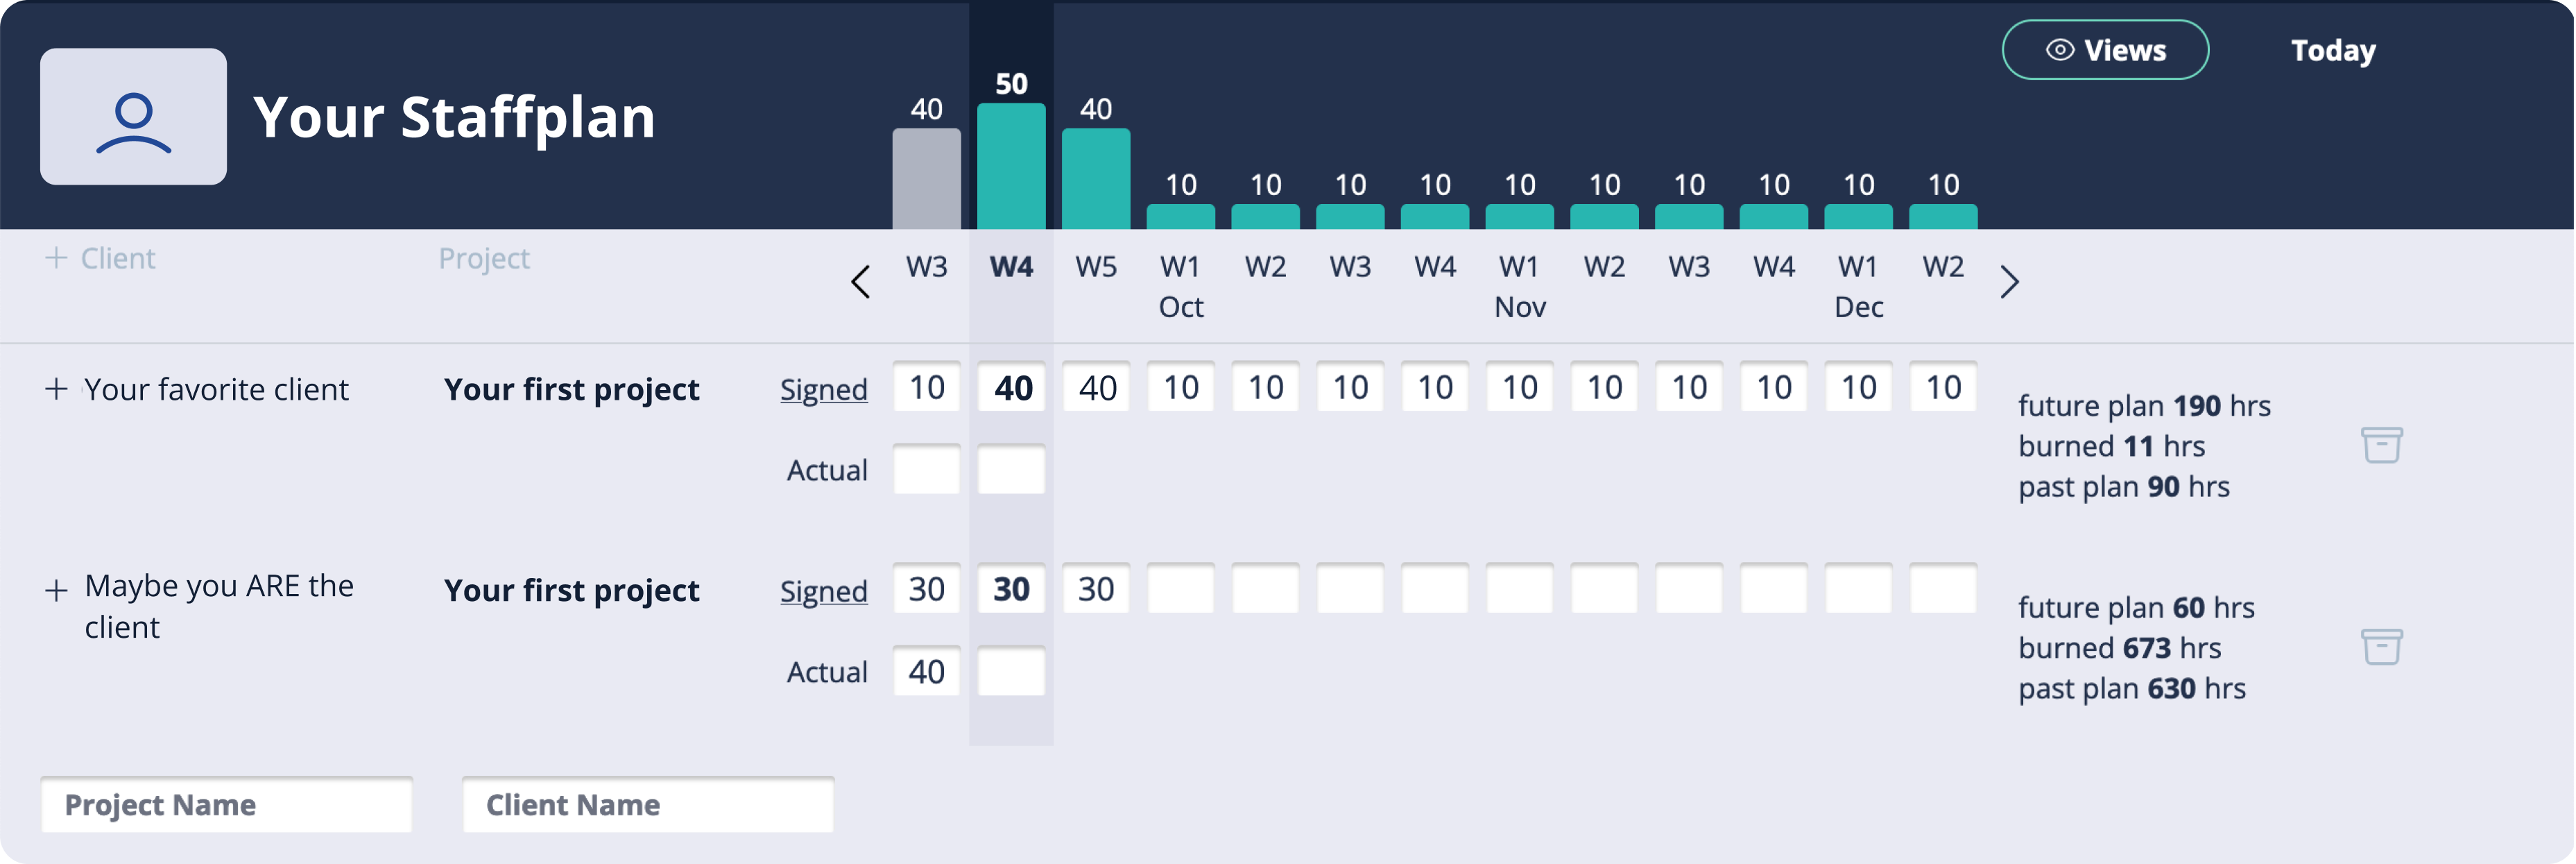 Views Today
Your Staffplan
40 50 40 10 10 10 10 10 10 10 10 10 10
+ Client Project
W3 W4 W5 W1 W2 W3 W4 W1 W2 W3 W4 W1 W2
Oct Nov Dec
+ Your favorite client Your first project Signed 10 40 40 10 10 10 10 10 10 10 10 10 10
future plan 190 hrs
burned 11 hrs
past plan 90 hrs
Actual
+ Maybe you ARE the
client
Your first project Signed 30 30 30
future plan 60 hrs
burned 673 hrs
past plan 630 hrs
Actual 40
Project Name Client Name